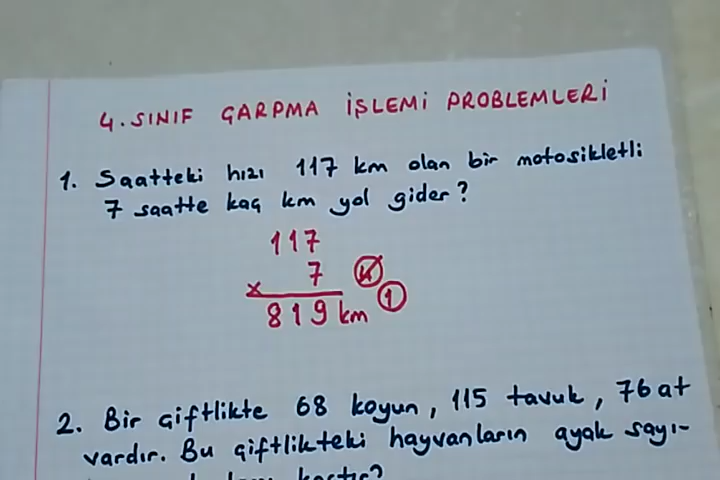 4. SINIF ÇARPMA İŞLEMİ PROBLEMLERİ
1. Saatteki hızı 117 km olan bir motosikletli
7 saatte kaç km yol gider?
117
7 4
x 1
819 km
2. Bir çiftlikte 68 koyun, 115 tavuk, 76 at
vardır. Bu çiftlikteki hayvanların ayak sayı-
kaçtır?